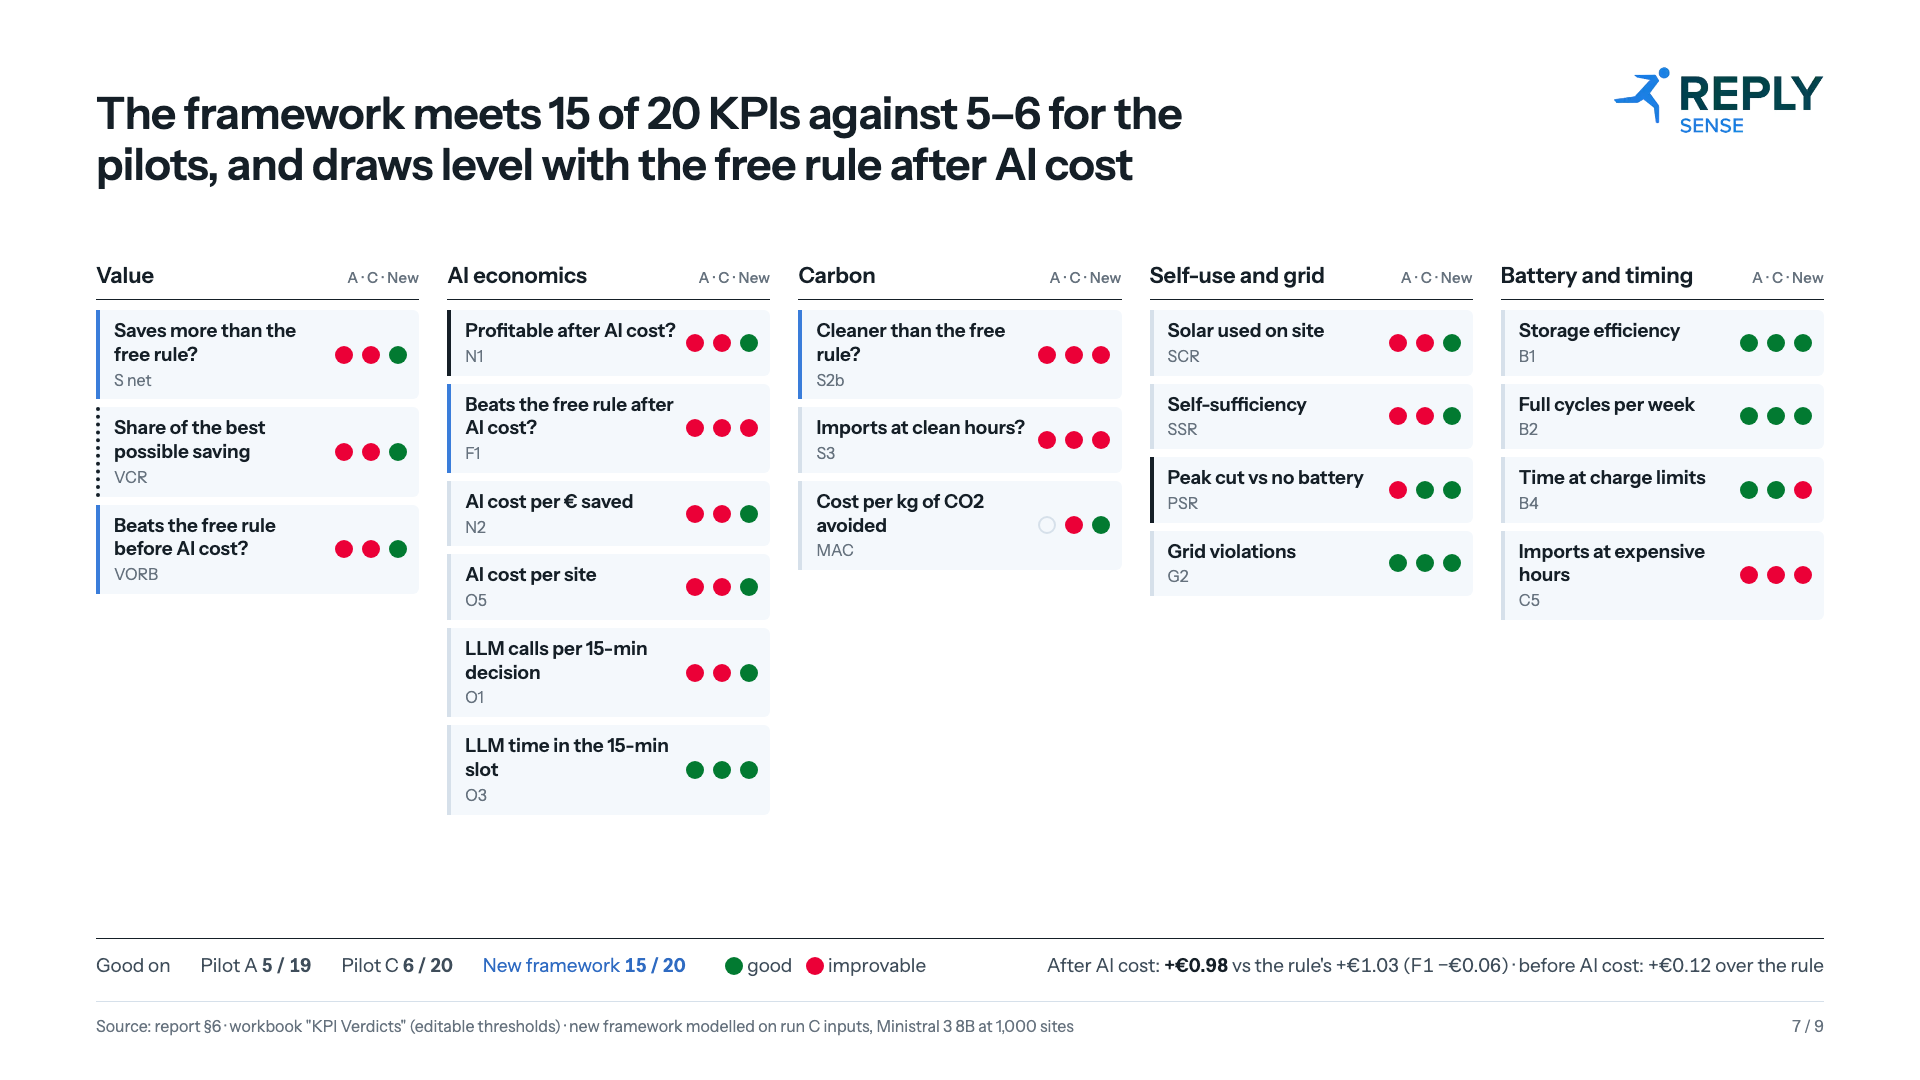 The framework meets 15 of 20 KPIs against 5–6 for the
pilots, and draws level with the free rule after AI cost
REPLY
SENSE
Value
A · C · New
Saves more than the
free rule?
S net
Share of the best
possible saving
VCR
Beats the free rule
before AI cost?
VORB
AI economics
A · C · New
Profitable after AI cost?
N1
Beats the free rule after
AI cost?
F1
AI cost per € saved
N2
AI cost per site
O5
LLM calls per 15-min
decision
O1
LLM time in the 15-min
slot
O3
Carbon
A · C · New
Cleaner than the free
rule?
S2b
Imports at clean hours?
S3
Cost per kg of CO2
avoided
MAC
Self-use and grid
A · C · New
Solar used on site
SCR
Self-sufficiency
SSR
Peak cut vs no battery
PSR
Grid violations
G2
Battery and timing
A · C · New
Storage efficiency
B1
Full cycles per week
B2
Time at charge limits
B4
Imports at expensive
hours
C5
Good on Pilot A 5 / 19 Pilot C 6 / 20 New framework 15 / 20 good improvable
After AI cost: +€0.98 vs the rule's +€1.03 (F1 −€0.06) · before AI cost: +€0.12 over the rule
Source: report §6 · workbook "KPI Verdicts" (editable thresholds) · new framework modelled on run C inputs, Ministral 3 8B at 1,000 sites
7 / 9